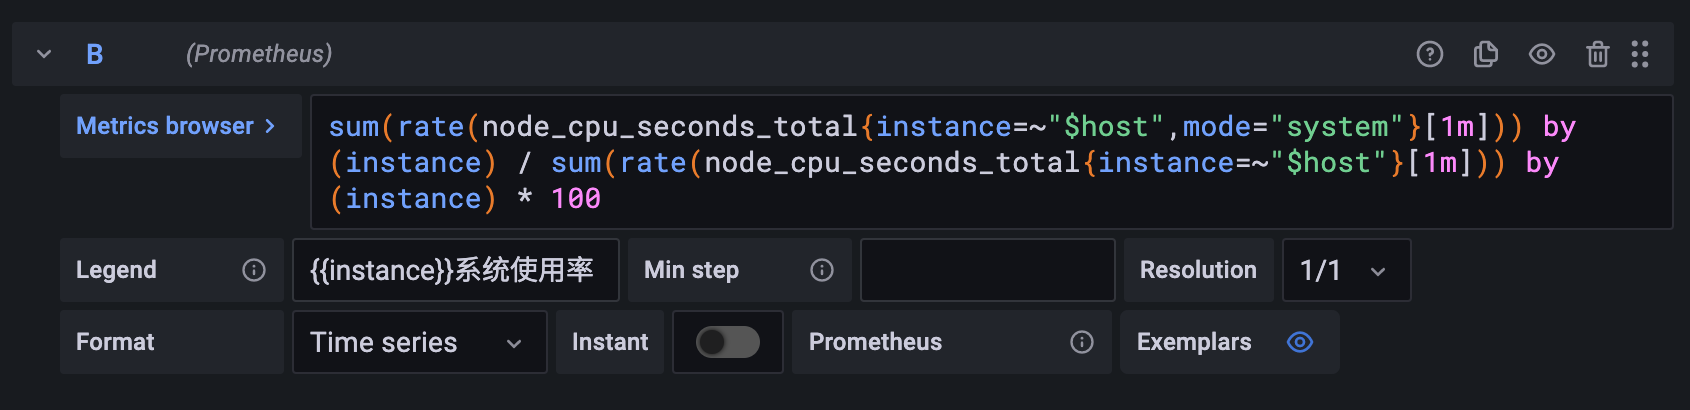 B (Prometheus)
Metrics browser >
sum(rate(node_cpu_seconds_total{instance=~"$host",mode="system"}[1m])) by
(instance) / sum(rate(node_cpu_seconds_total{instance=~"$host"}[1m])) by
(instance) * 100
Legend {{instance}}系统使用率 Min step Resolution 1/1
Format Time series Instant Prometheus Exemplars